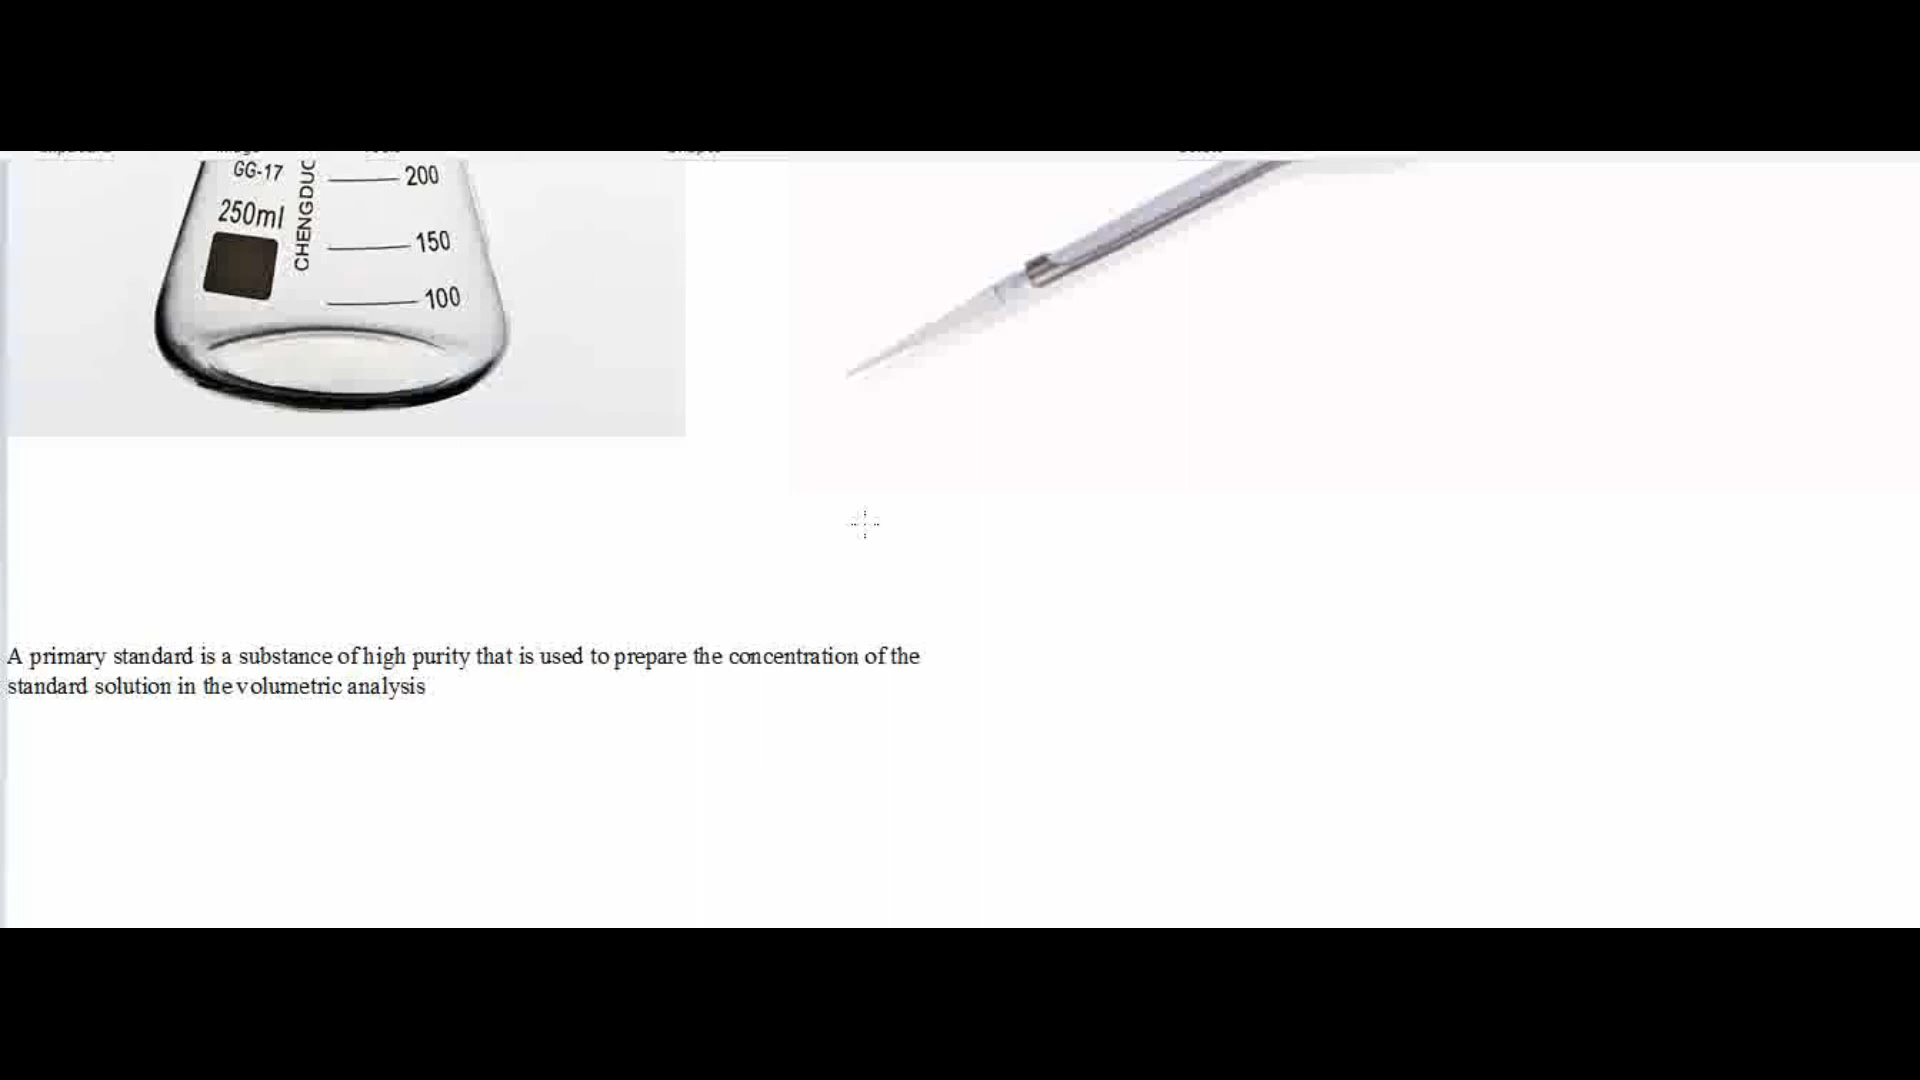 GG-17
250ml
CHENGDUC
200
150
100
A primary standard is a substance of high purity that is used to prepare the concentration of the
standard solution in the volumetric analysis